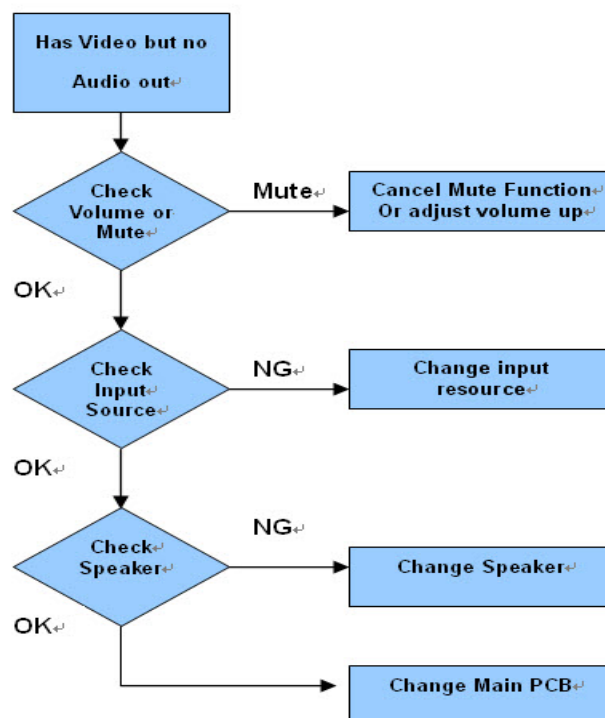 Has Video but no
Audio out↵
Check
Volume or
Mute↵
Mute↵
Cancel Mute Function
Or adjust volume up↵
OK↵
Check
Input↵
Source↵
NG↵
Change input
resource↵
OK↵
Check↵
Speaker↵
NG↵
Change Speaker↵
OK↵
Change Main PCB↵